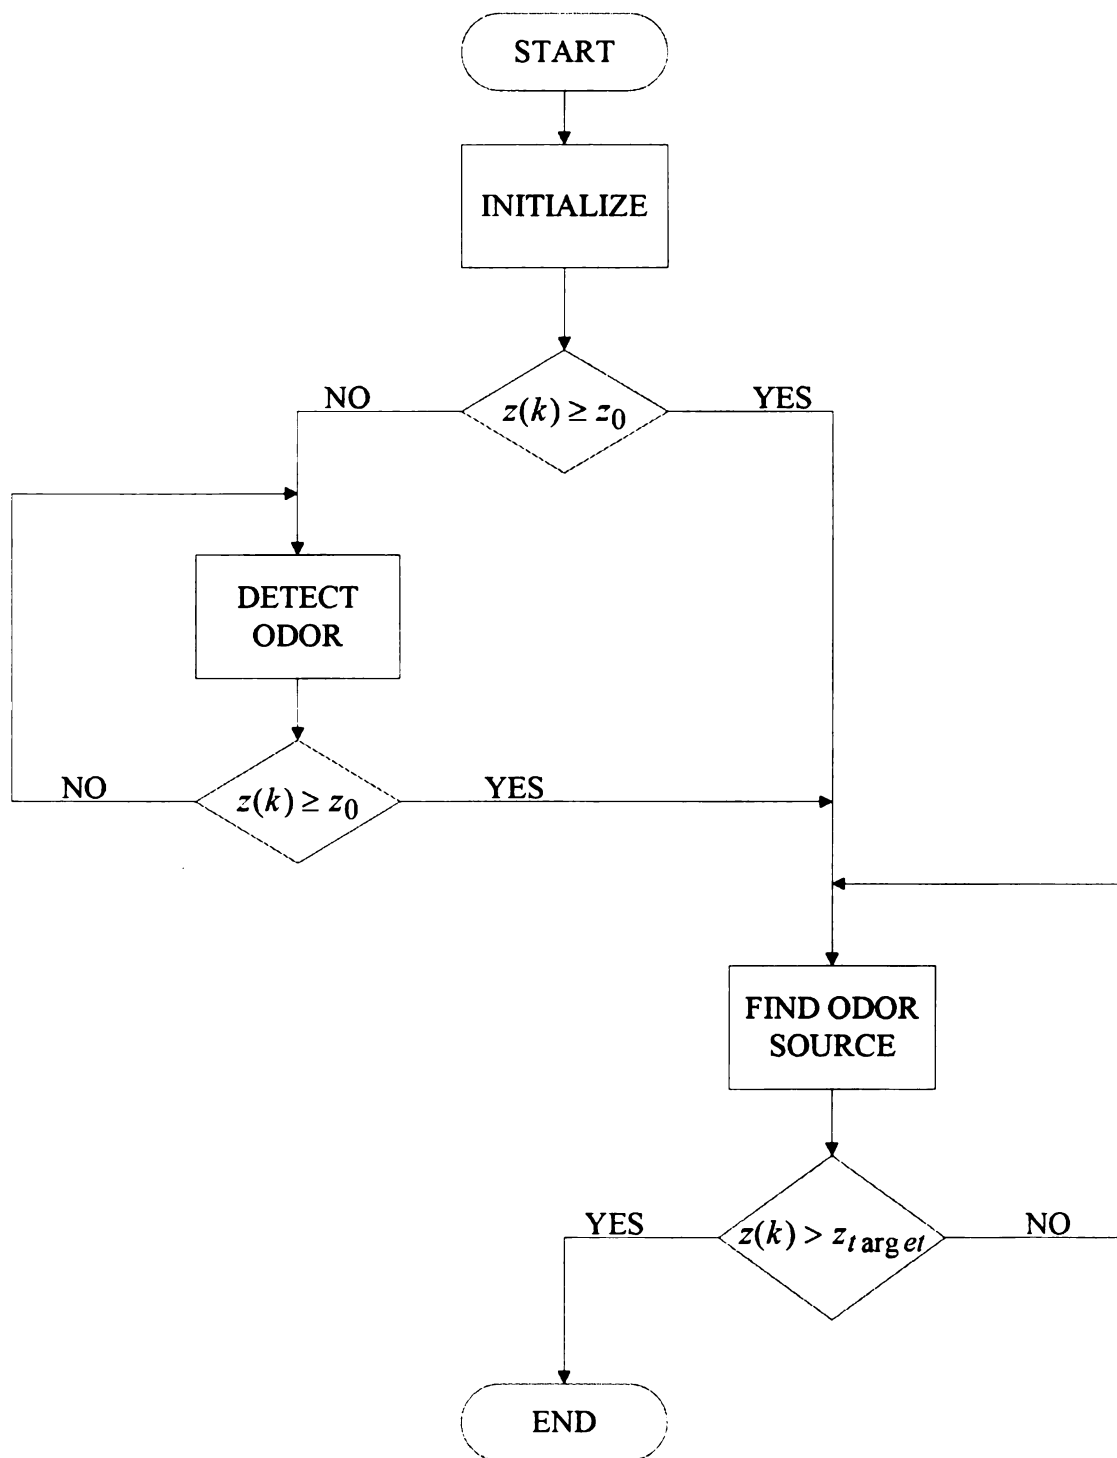 START
INITIALIZE
NO
YES
z(k) ≥ z0
DETECT
ODOR
NO
z(k) ≥ z0
YES
FIND ODOR
SOURCE
YES
z(k) > ztarget
NO
END